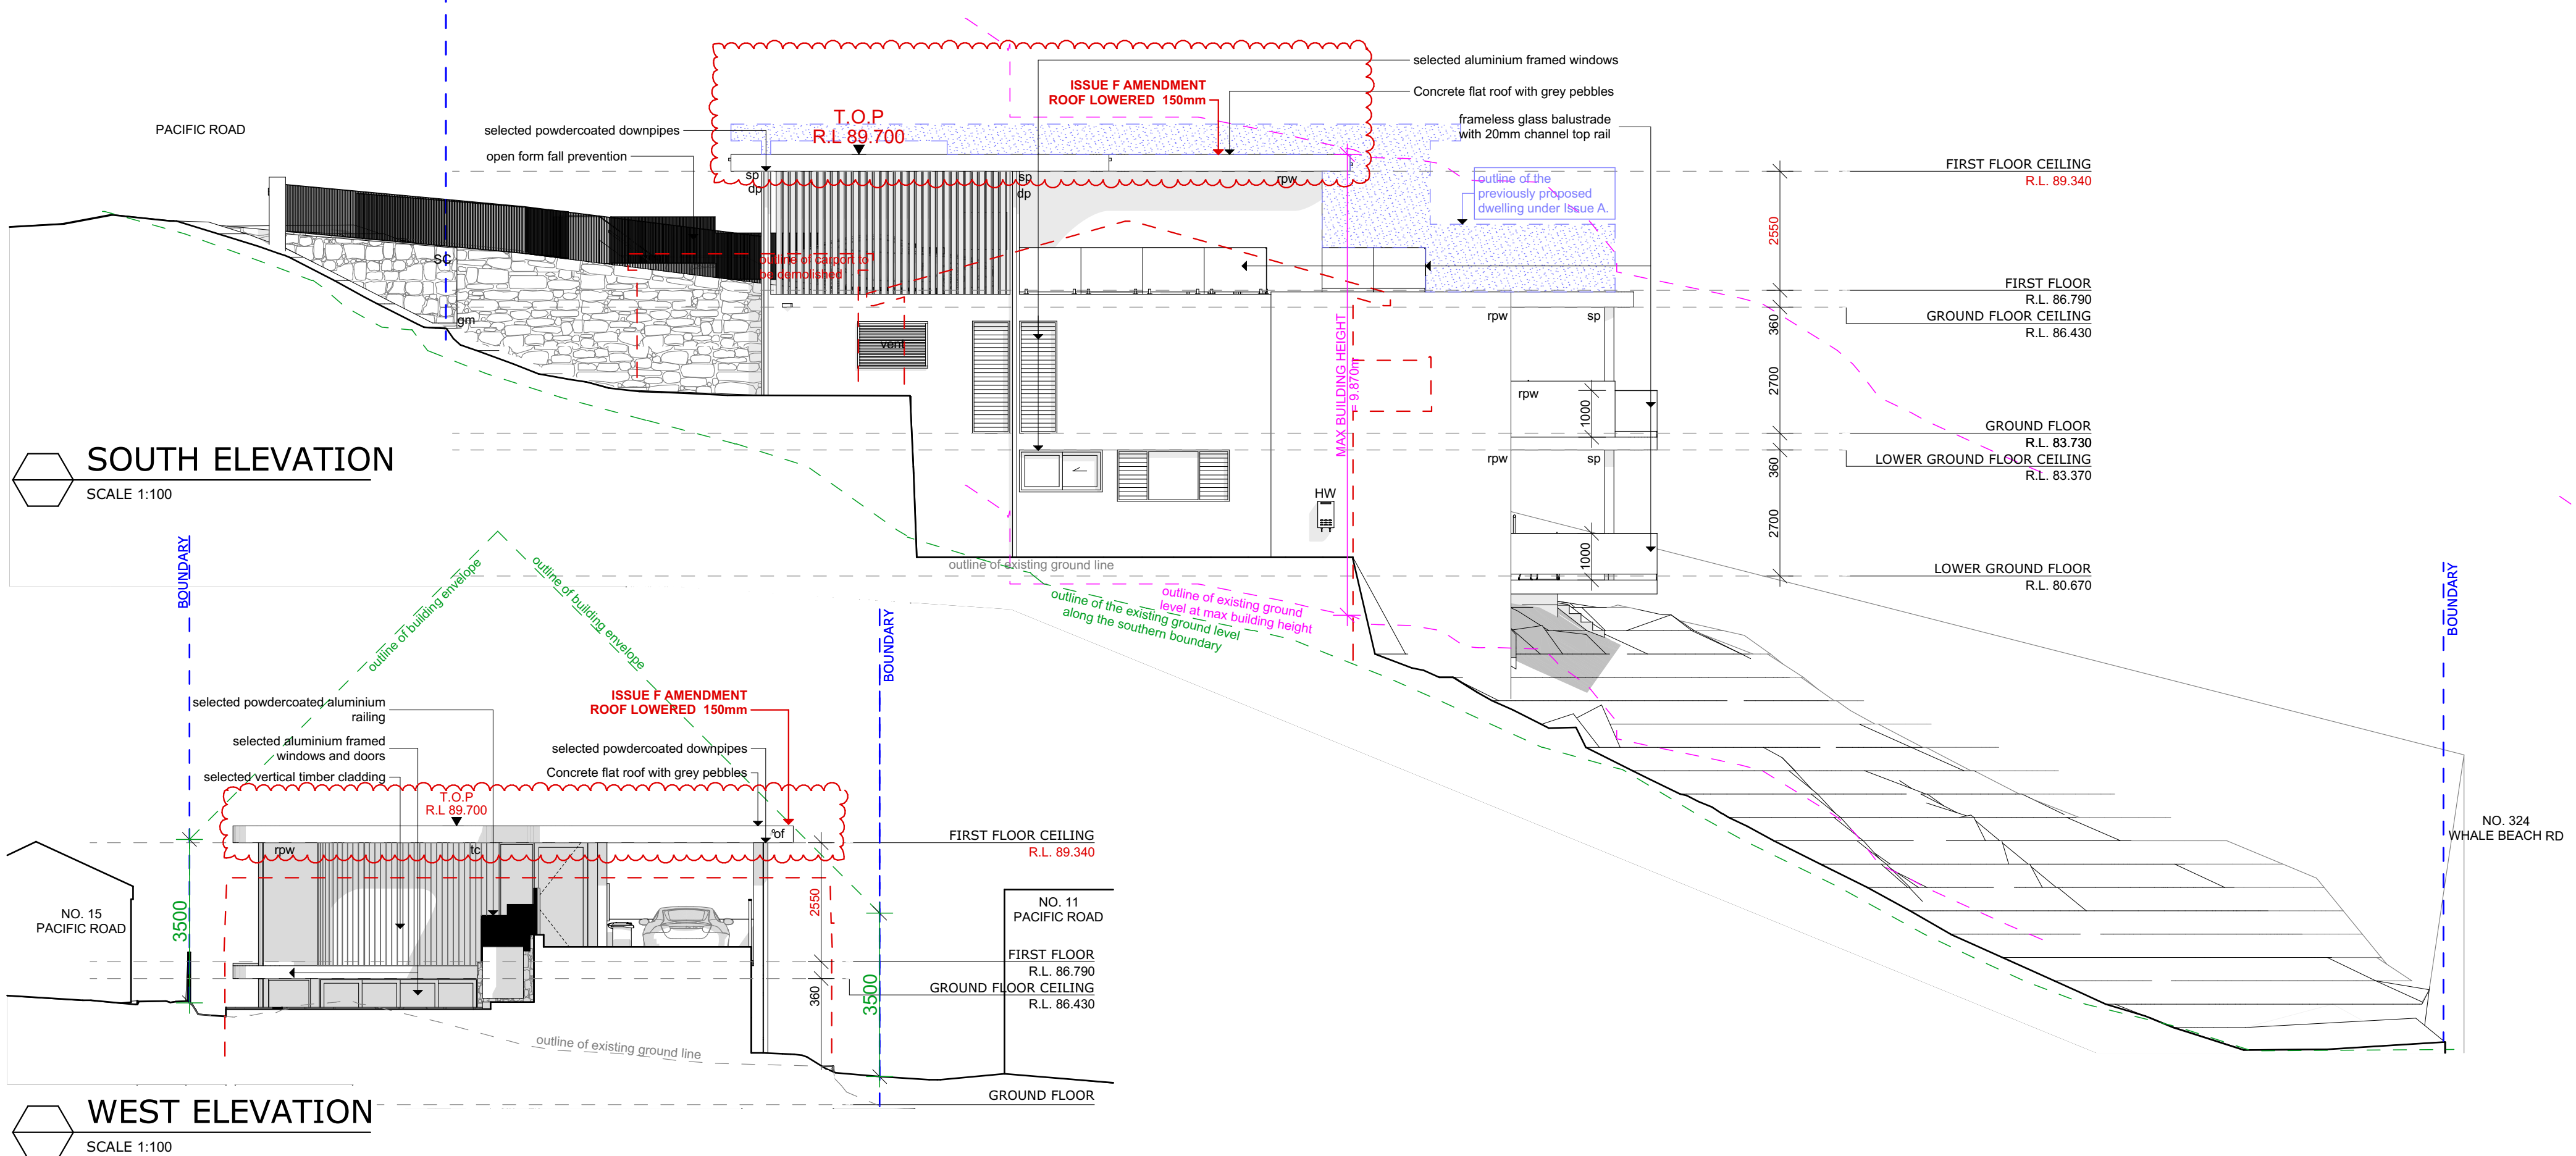 PACIFIC ROAD
selected powdercoated downpipes
open form fall prevention
T.O.P
R.L 89.700
ISSUE F AMENDMENT
ROOF LOWERED 150mm
selected aluminium framed windows
Concrete flat roof with grey pebbles
frameless glass balustrade
with 20mm channel top rail
outline of the
previously proposed
dwelling under Issue A.
sp
dp
sp
dp
rpw
SC
gm
outline of carport to
be demolished
vent
MAX BUILDING HEIGHT
= 9.870m
rpw
sp
rpw
1000
rpw
sp
1000
HW
FIRST FLOOR CEILING
R.L. 89.340
2550
FIRST FLOOR
R.L. 86.790
360
GROUND FLOOR CEILING
R.L. 86.430
2700
GROUND FLOOR
R.L. 83.730
360
LOWER GROUND FLOOR CEILING
R.L. 83.370
2700
LOWER GROUND FLOOR
R.L. 80.670
outline of existing ground line
outline of existing ground
level at max building height
outline of the existing ground level
along the southern boundary
BOUNDARY
NO. 324
WHALE BEACH RD
SOUTH ELEVATION
SCALE 1:100
BOUNDARY
outline of building envelope
outline of building envelope
BOUNDARY
selected powdercoated aluminium
railing
selected aluminium framed
windows and doors
selected vertical timber cladding
ISSUE F AMENDMENT
ROOF LOWERED 150mm
selected powdercoated downpipes
Concrete flat roof with grey pebbles
T.O.P
R.L 89.700
of
rpw
tc
3500
NO. 15
PACIFIC ROAD
2550
360
3500
NO. 11
PACIFIC ROAD
FIRST FLOOR CEILING
R.L. 89.340
FIRST FLOOR
R.L. 86.790
GROUND FLOOR CEILING
R.L. 86.430
outline of existing ground line
GROUND FLOOR
WEST ELEVATION
SCALE 1:100